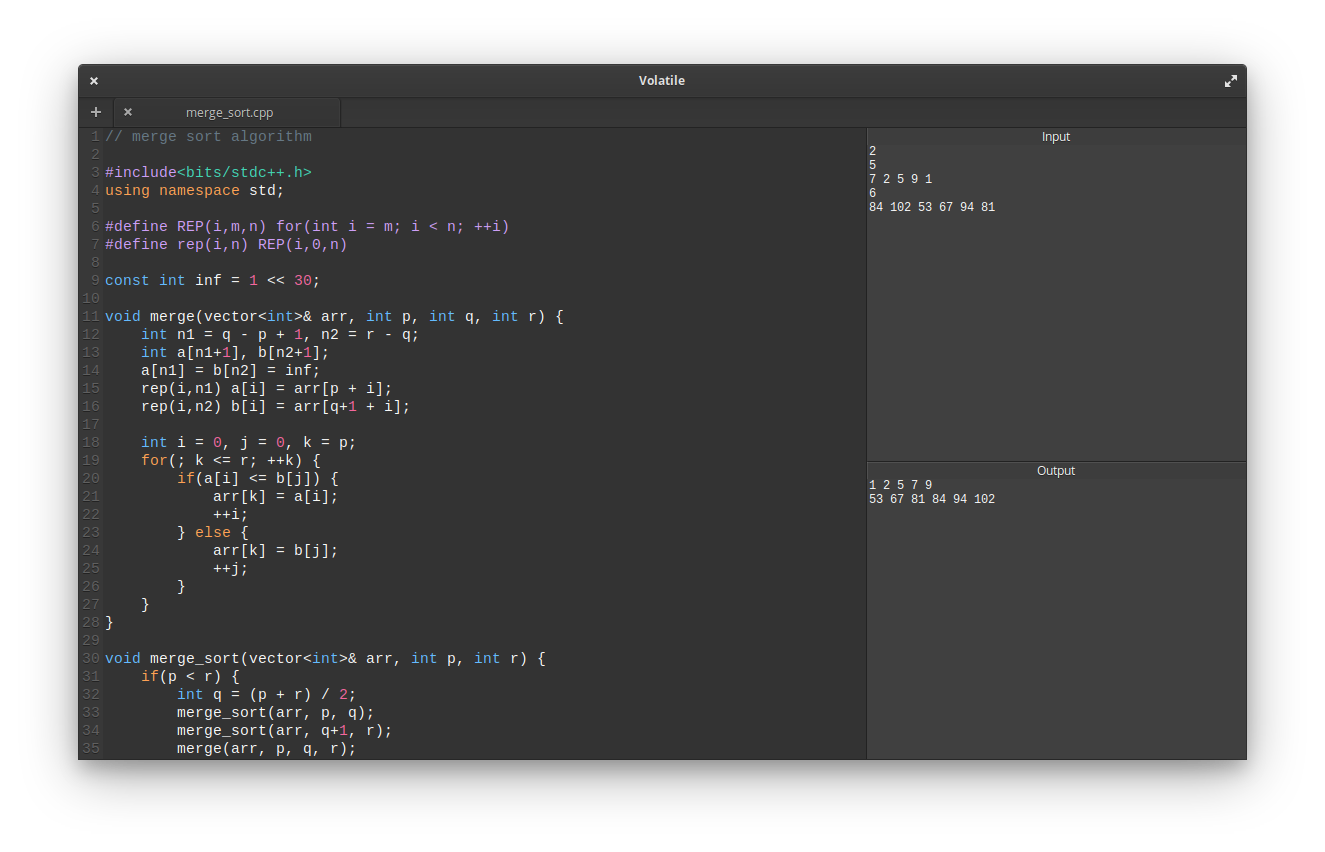 Volatile
merge_sort.cpp
1 // merge sort algorithm
2
3 #include<bits/stdc++.h>
4 using namespace std;
5
6 #define REP(i,m,n) for(int i = m; i < n; ++i)
7 #define rep(i,n) REP(i,0,n)
8
9 const int inf = 1 << 30;
10
11 void merge(vector<int>& arr, int p, int q, int r) {
12     int n1 = q - p + 1, n2 = r - q;
13     int a[n1+1], b[n2+1];
14     a[n1] = b[n2] = inf;
15     rep(i,n1) a[i] = arr[p + i];
16     rep(i,n2) b[i] = arr[q+1 + i];
17
18     int i = 0, j = 0, k = p;
19     for(; k <= r; ++k) {
20         if(a[i] <= b[j]) {
21             arr[k] = a[i];
22             ++i;
23         } else {
24             arr[k] = b[j];
25             ++j;
26         }
27     }
28 }
29
30 void merge_sort(vector<int>& arr, int p, int r) {
31     if(p < r) {
32         int q = (p + r) / 2;
33         merge_sort(arr, p, q);
34         merge_sort(arr, q+1, r);
35         merge(arr, p, q, r);
Input
2
5
7 2 5 9 1
6
84 102 53 67 94 81
Output
1 2 5 7 9
53 67 81 84 94 102